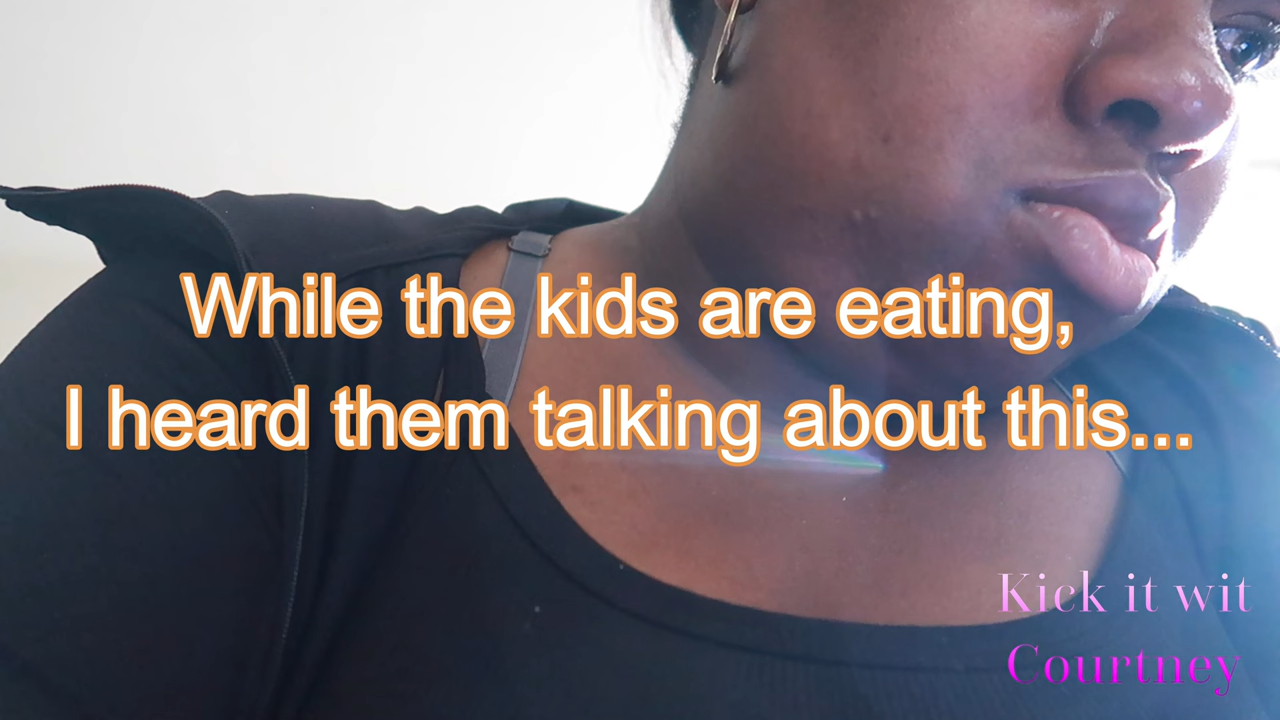 While the kids are eating,
I heard them talking about this...
Kick it wit
Courtney